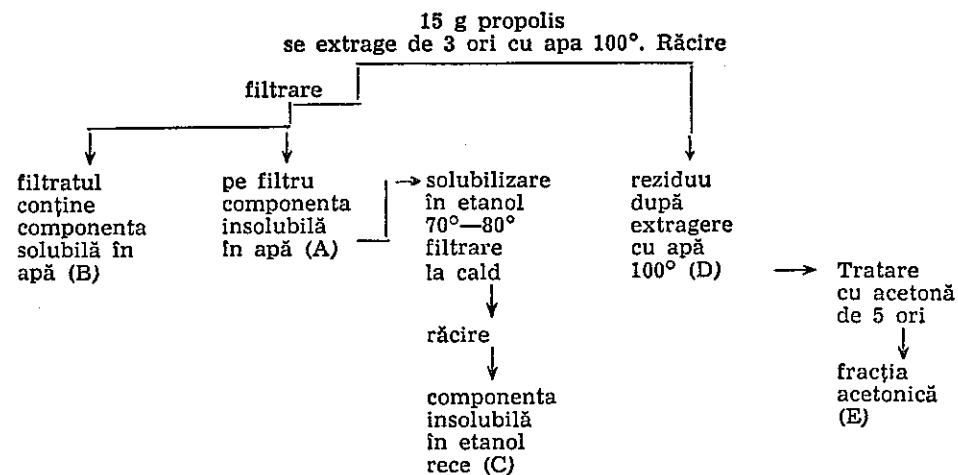 15 g propolis
se extrage de 3 ori cu apa 100°. Răcire
filtrare
filtratul
conține
componenta
solubilă în
apă (B)
pe filtru
componenta
insolubilă
în apă (A)
solubilizare
în etanol
70°—80°
filtrare
la cald
răcire
componenta
insolubilă
în etanol
rece (C)
reziduu
după
extragere
cu apă
100° (D)
Tratare
cu acetonă
de 5 ori
fracția
acetonică
(E)